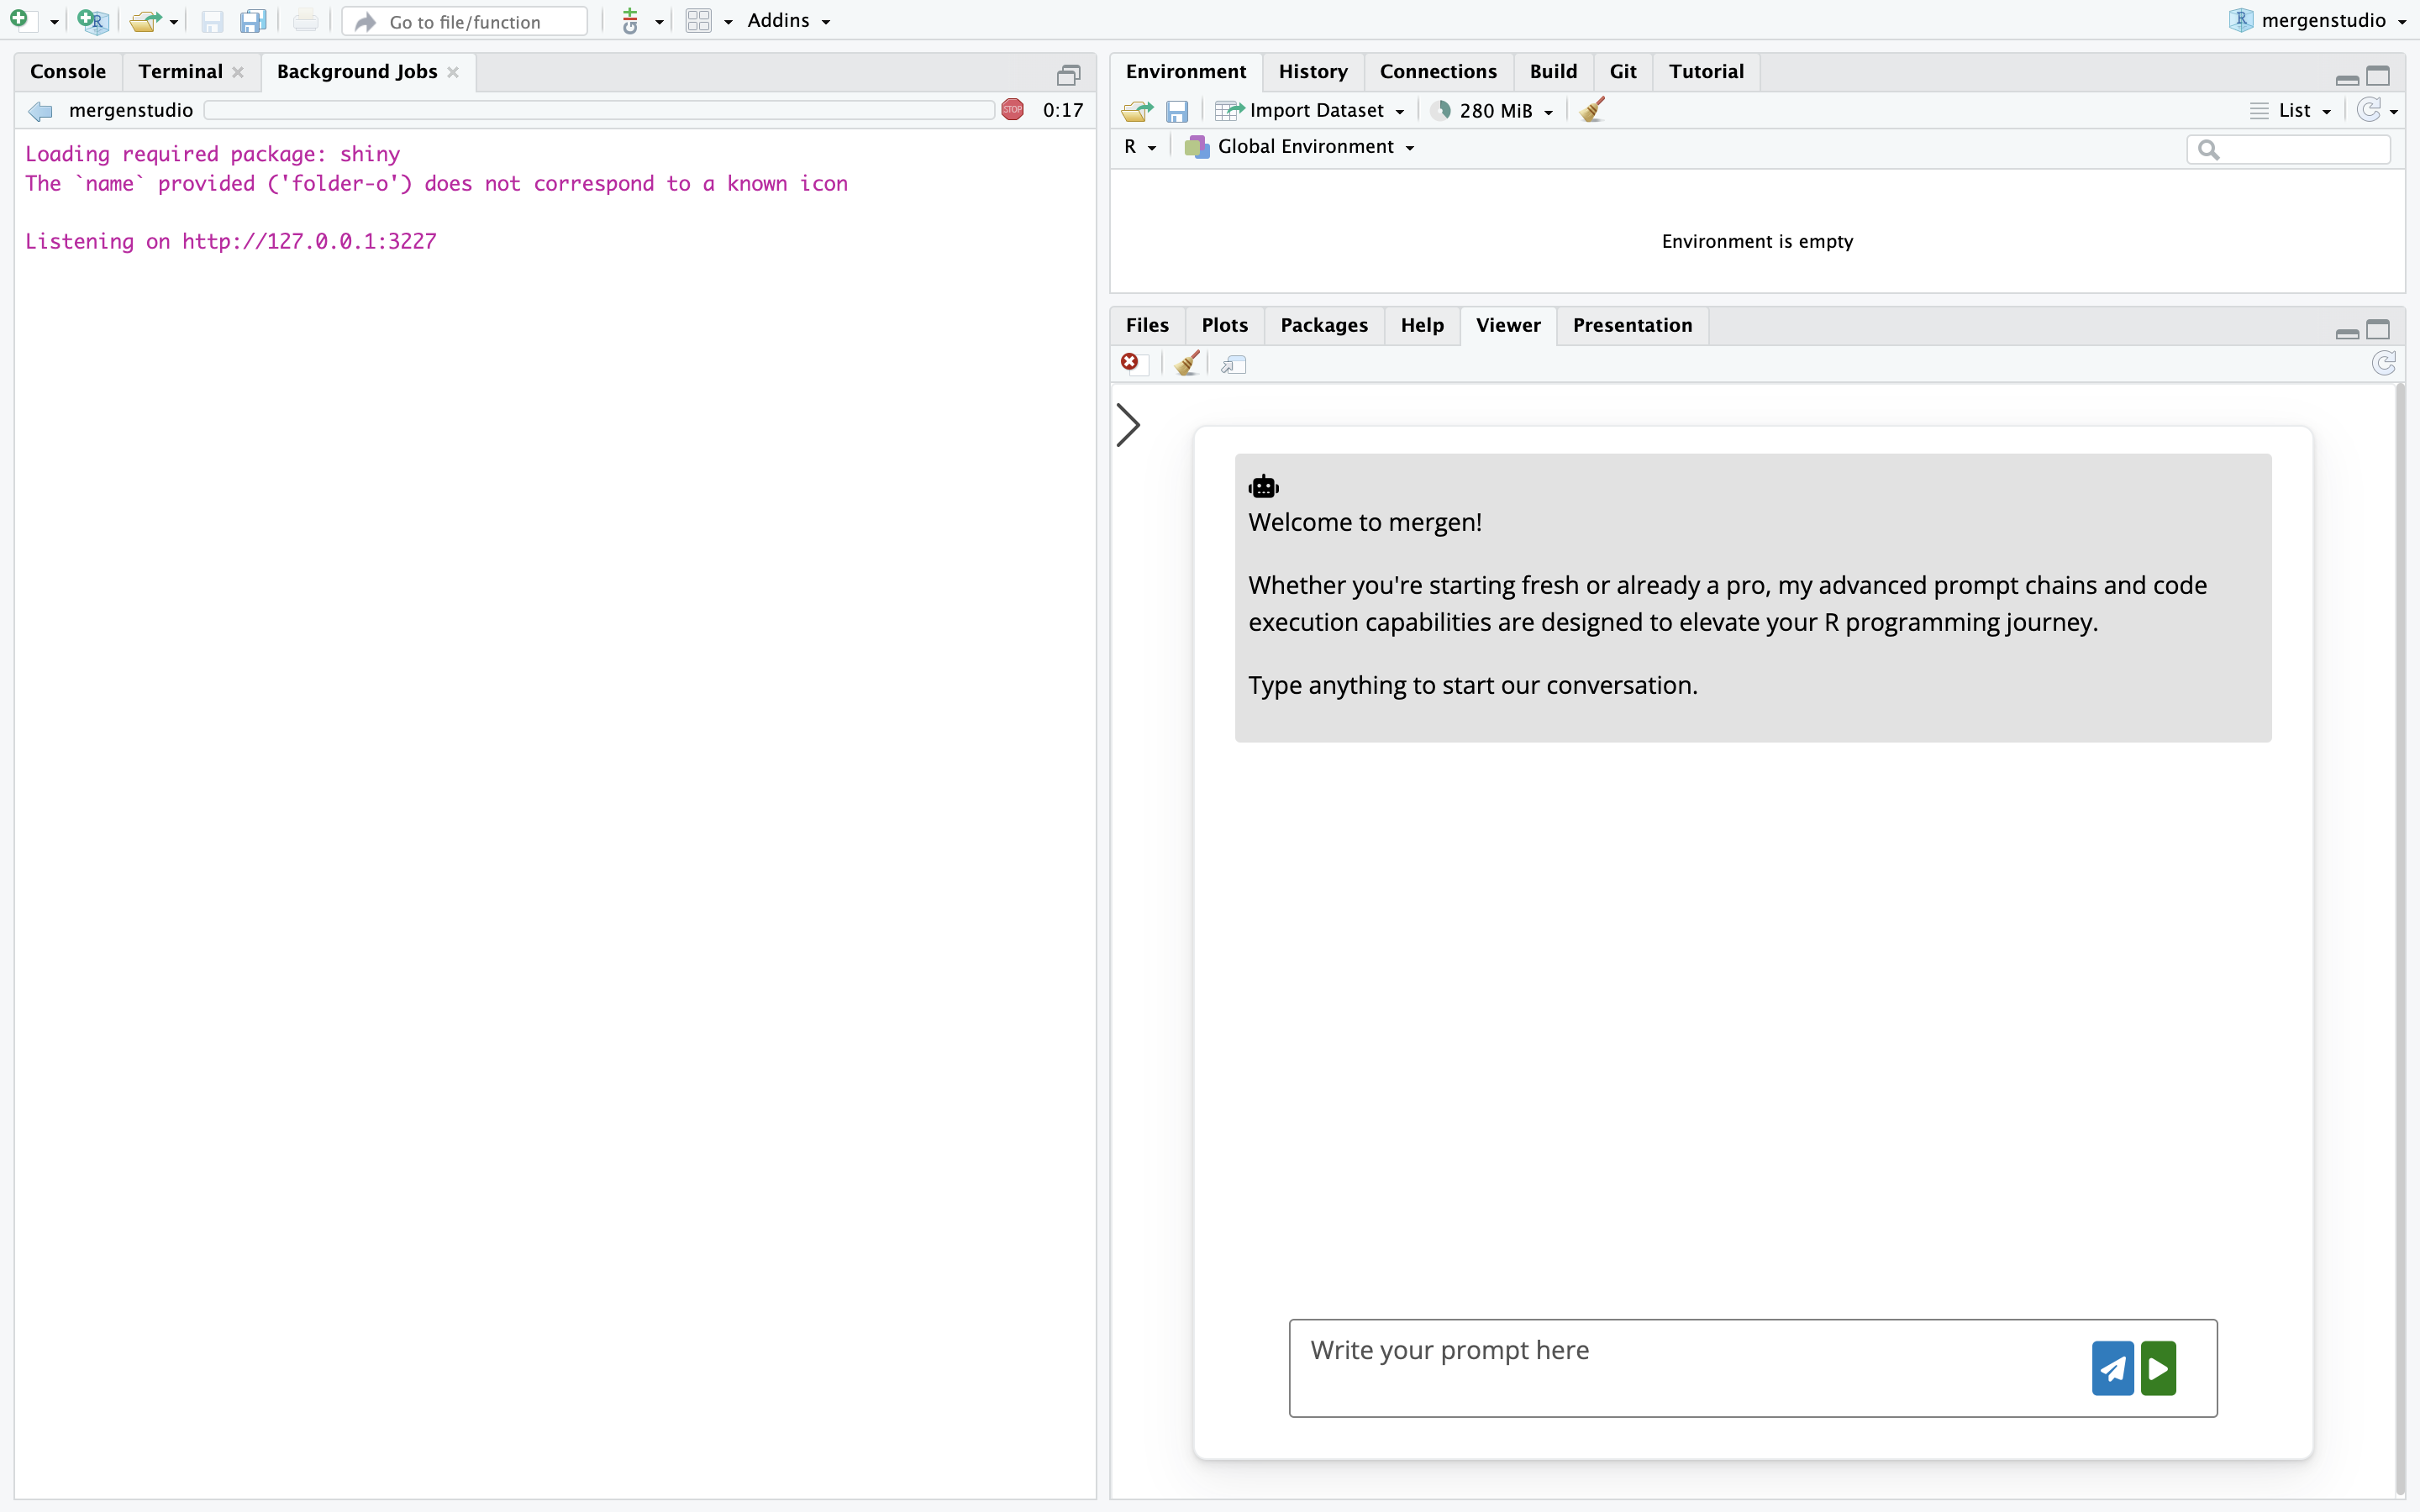 Go to file/function
Addins
mergenstudio
Console
Terminal
Background Jobs
mergenstudio
STOP
0:17
Loading required package: shiny
The `name` provided ('folder-o') does not correspond to a known icon
Listening on http://127.0.0.1:3227
Environment
History
Connections
Build
Git
Tutorial
Import Dataset
280 MiB
List
R
Global Environment
Environment is empty
Files
Plots
Packages
Help
Viewer
Presentation
Welcome to mergen!
Whether you're starting fresh or already a pro, my advanced prompt chains and code
execution capabilities are designed to elevate your R programming journey.
Type anything to start our conversation.
Write your prompt here